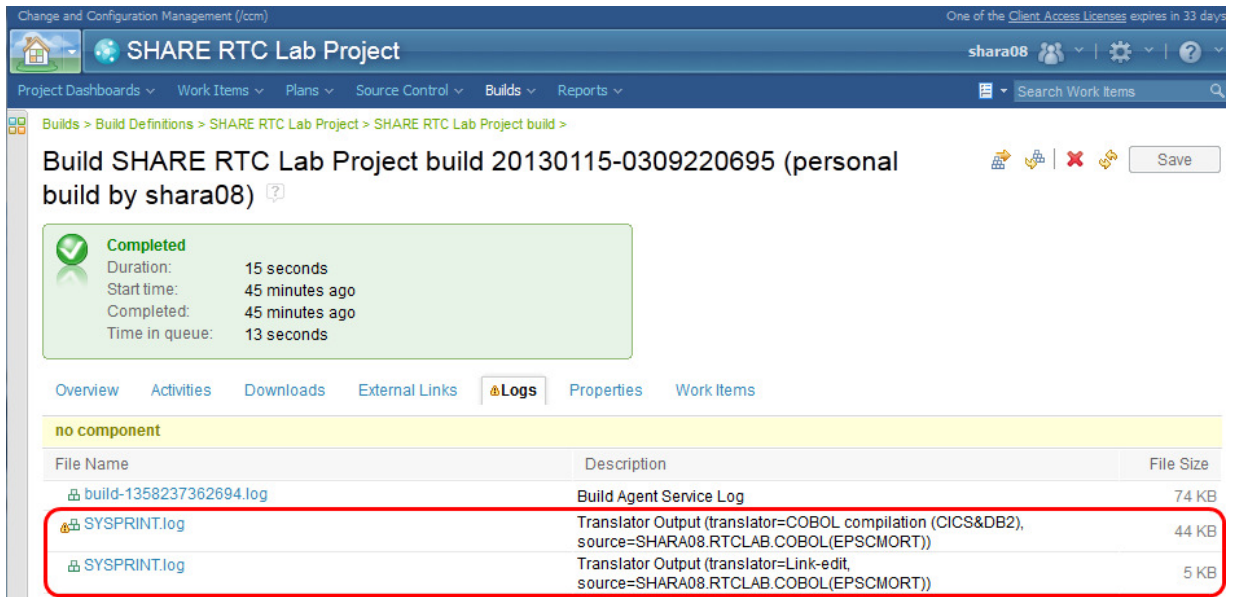 Change and Configuration Management (/ccm)
One of the Client Access Licenses expires in 33 days
SHARE RTC Lab Project
shara08
Project Dashboards
Work Items
Plans
Source Control
Builds
Reports
Search Work Items
Builds > Build Definitions > SHARE RTC Lab Project > SHARE RTC Lab Project build >
Build SHARE RTC Lab Project build 20130115-0309220695 (personal
build by shara08)
Save
Completed
Duration: 15 seconds
Start time: 45 minutes ago
Completed: 45 minutes ago
Time in queue: 13 seconds
Overview
Activities
Downloads
External Links
Logs
Properties
Work Items
no component
File Name
Description
File Size
build-1358237362694.log
Build Agent Service Log
74 KB
SYSPRINT.log
Translator Output (translator=COBOL compilation (CICS&DB2),
source=SHARA08.RTCLAB.COBOL(EPSCMORT))
44 KB
SYSPRINT.log
Translator Output (translator=Link-edit,
source=SHARA08.RTCLAB.COBOL(EPSCMORT))
5 KB